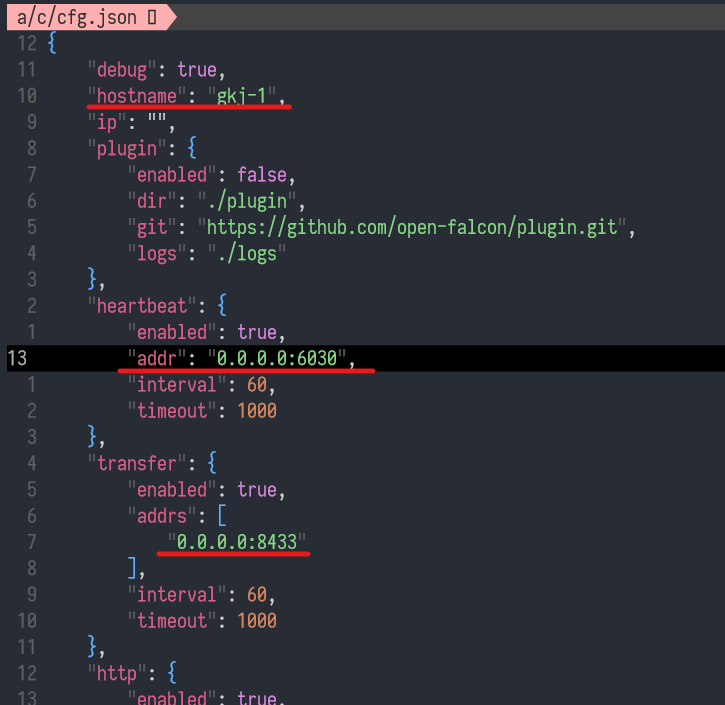 a/c/cfg.json
12 {
11 "debug": true,
10 "hostname": "gkj-1",
9 "ip": "",
8 "plugin": {
7 "enabled": false,
6 "dir": "./plugin",
5 "git": "https://github.com/open-falcon/plugin.git",
4 "logs": "./logs"
3 },
2 "heartbeat": {
1 "enabled": true,
13 "addr": "0.0.0.0:6030",
1 "interval": 60,
2 "timeout": 1000
3 },
4 "transfer": {
5 "enabled": true,
6 "addrs": [
7 "0.0.0.0:8433"
8 ],
9 "interval": 60,
10 "timeout": 1000
11 },
12 "http": {
13 "enabled": true,